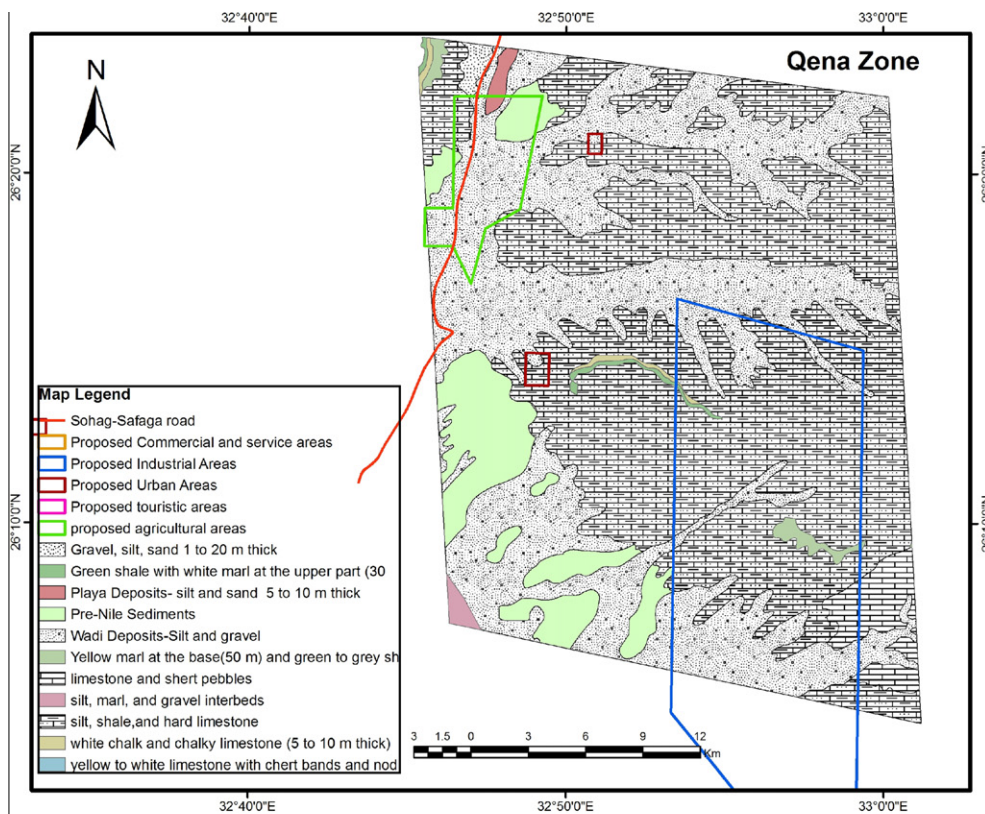 32°40'0"E
32°50'0"E
33°0'0"E
Qena Zone
N
26°20'0"N
26°10'0"N
Map Legend
Sohag-Safaga road
Proposed Commercial and service areas
Proposed Industrial Areas
Proposed Urban Areas
Proposed touristic areas
proposed agricultural areas
Gravel, silt, sand 1 to 20 m thick
Green shale with white marl at the upper part (30
Playa Deposits- silt and sand 5 to 10 m thick
Pre-Nile Sediments
Wadi Deposits-Silt and gravel
Yellow marl at the base(50 m) and green to grey sh
limestone and shert pebbles
silt, marl, and gravel interbeds
silt, shale,and hard limestone
white chalk and chalky limestone (5 to 10 m thick)
yellow to white limestone with chert bands and nod
3 1.5 0 3 6 9 12
Km
32°40'0"E
32°50'0"E
33°0'0"E